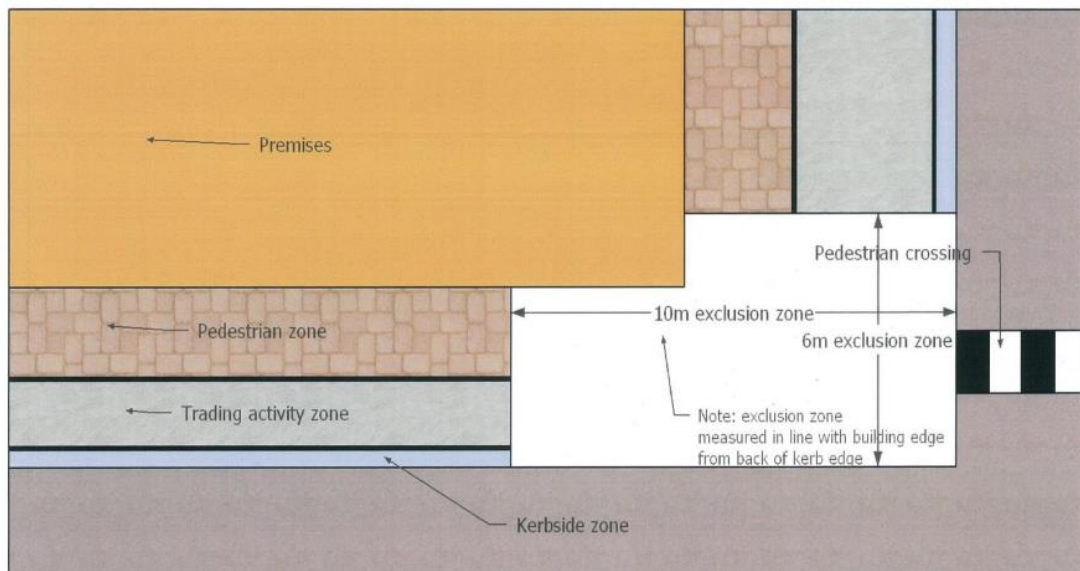 Premises
Pedestrian crossing
10m exclusion zone
Pedestrian zone
6m exclusion zone
Trading activity zone
Note: exclusion zone
measured in line with building edge
from back of kerb edge
Kerbside zone